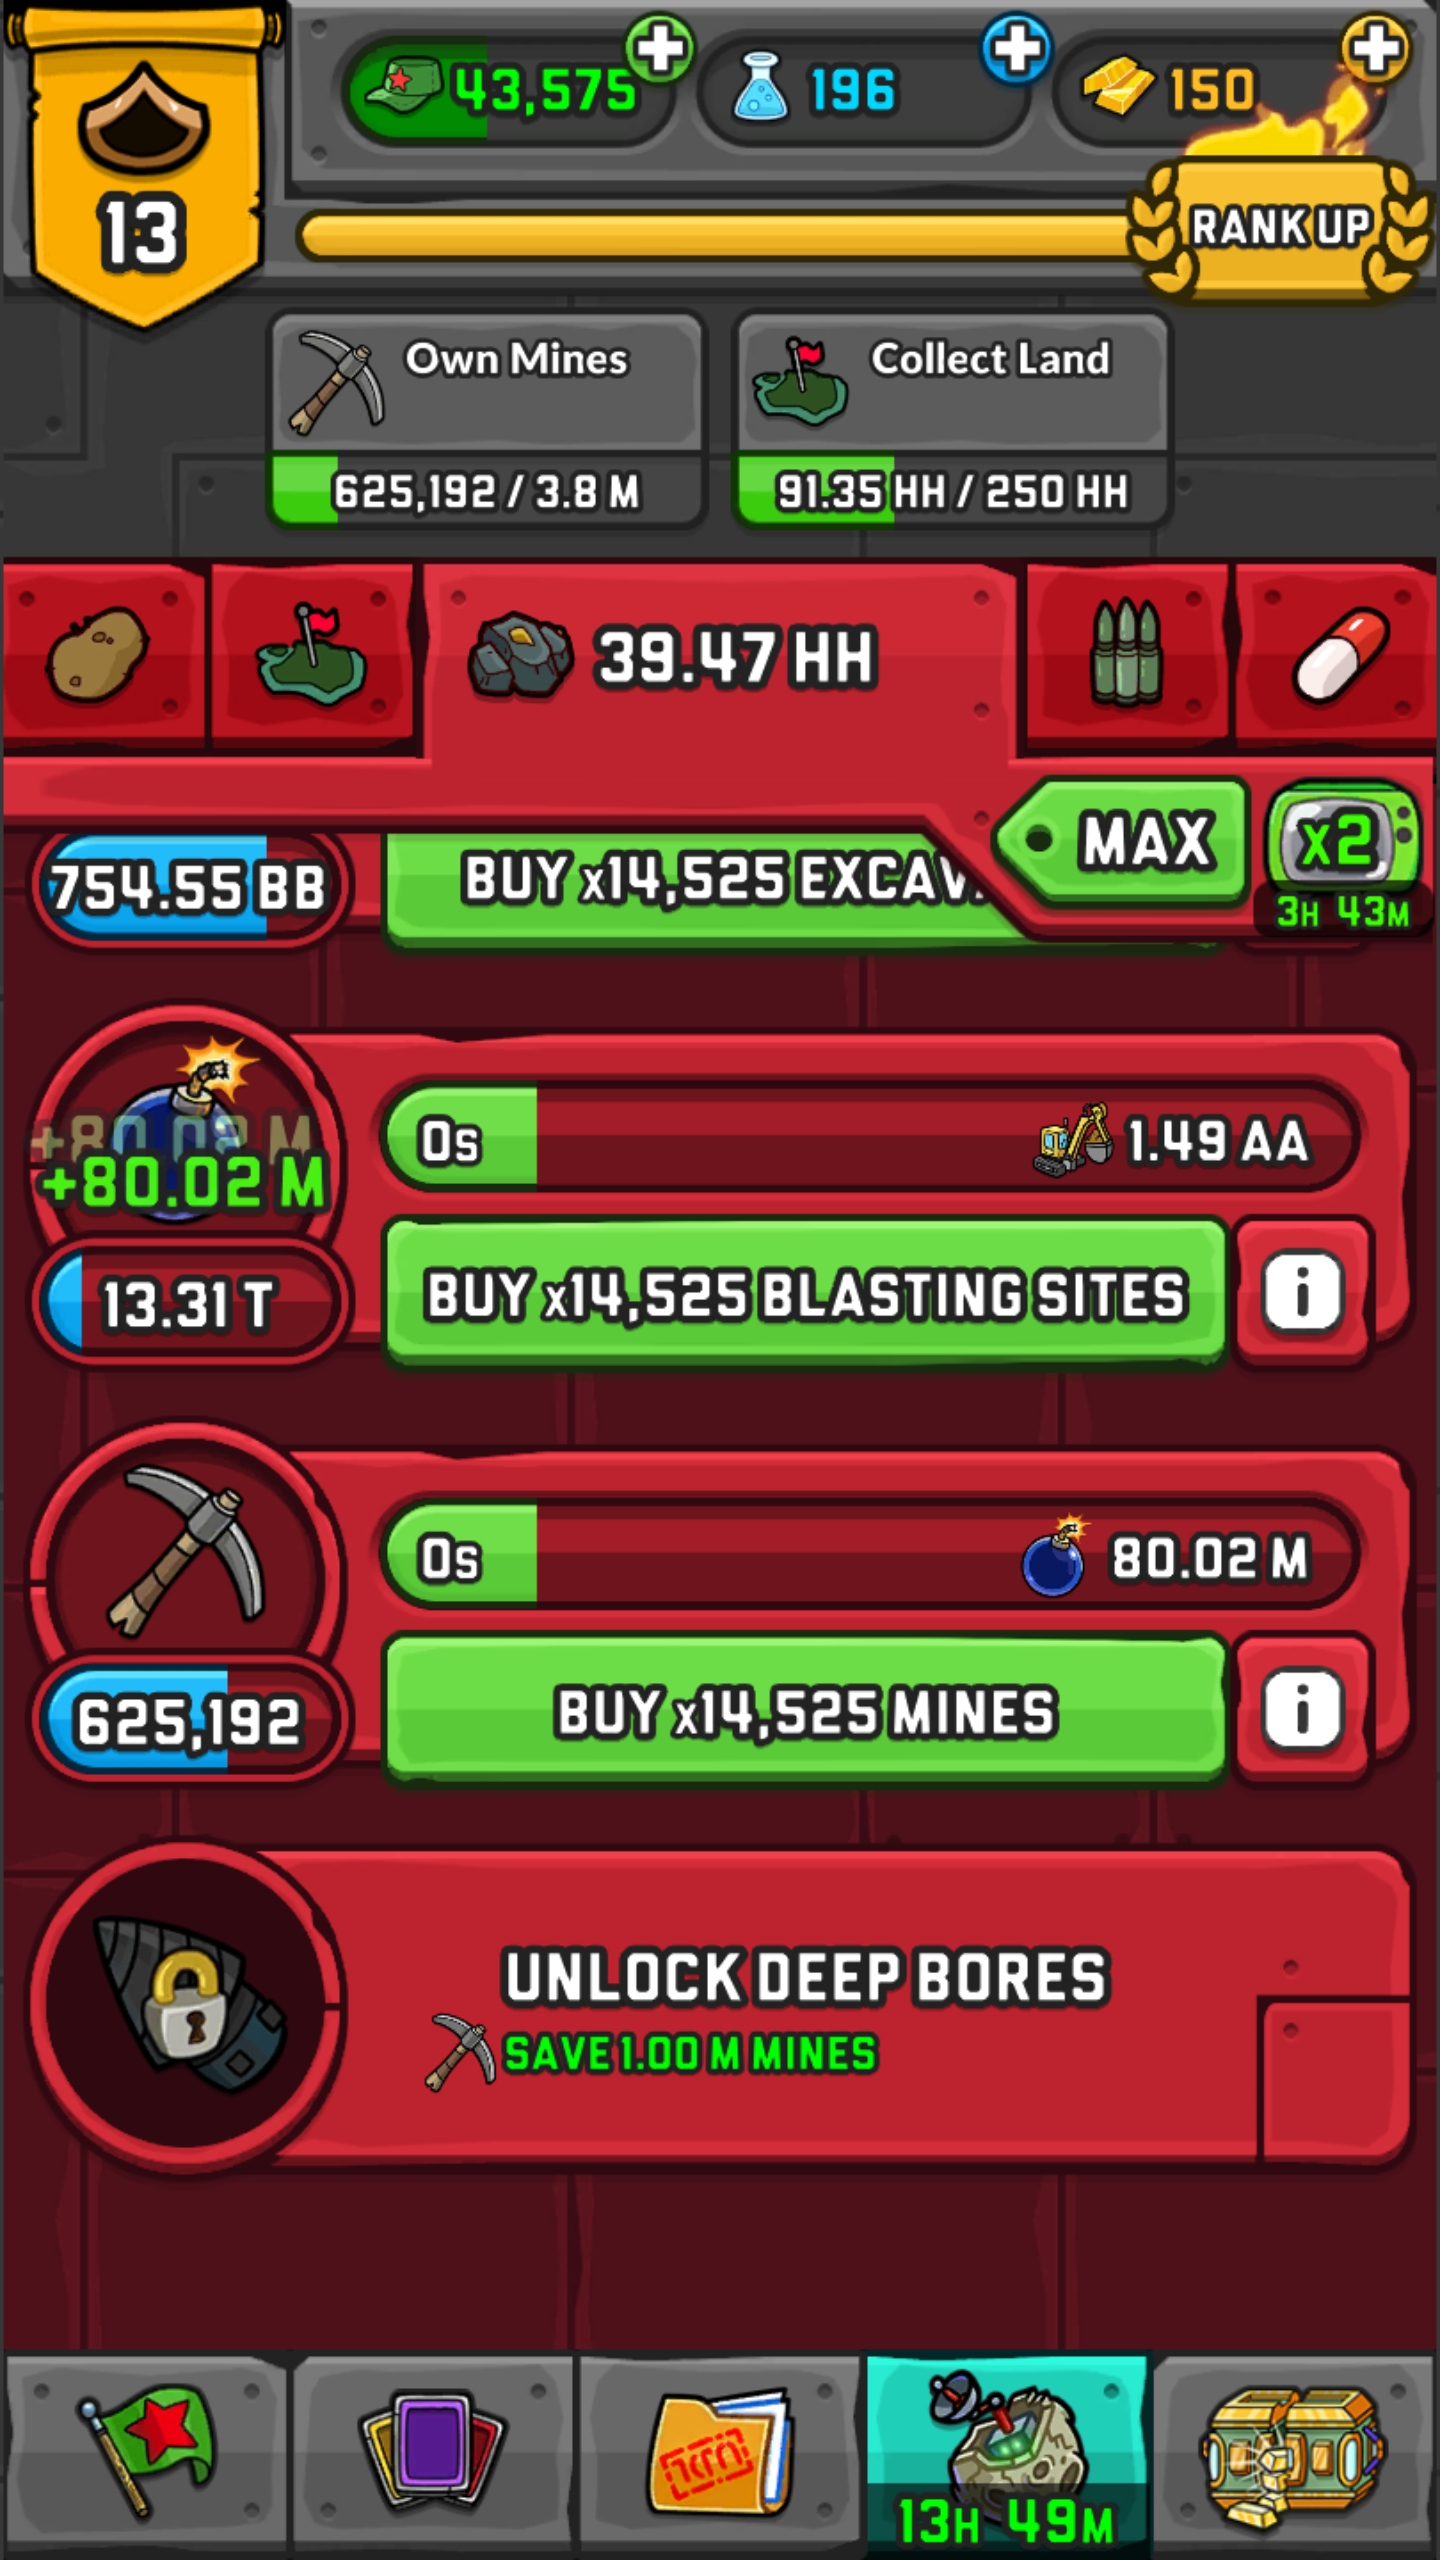 43,575
196
150
13
RANK UP
Own Mines
625,192 / 3.8 M
Collect Land
91.35 HH / 250 HH
39.47 HH
MAX
x2
3H 43M
754.55 BB
BUY x14,525
+80.02 M
+80.02 M
0s
1.49 AA
13.31 T
BUY x14,525 BLASTING SITES
i
0s
80.02 M
625,192
BUY x14,525 MINES
i
UNLOCK DEEP BORES
SAVE 1.00 M MINES
13H 49M